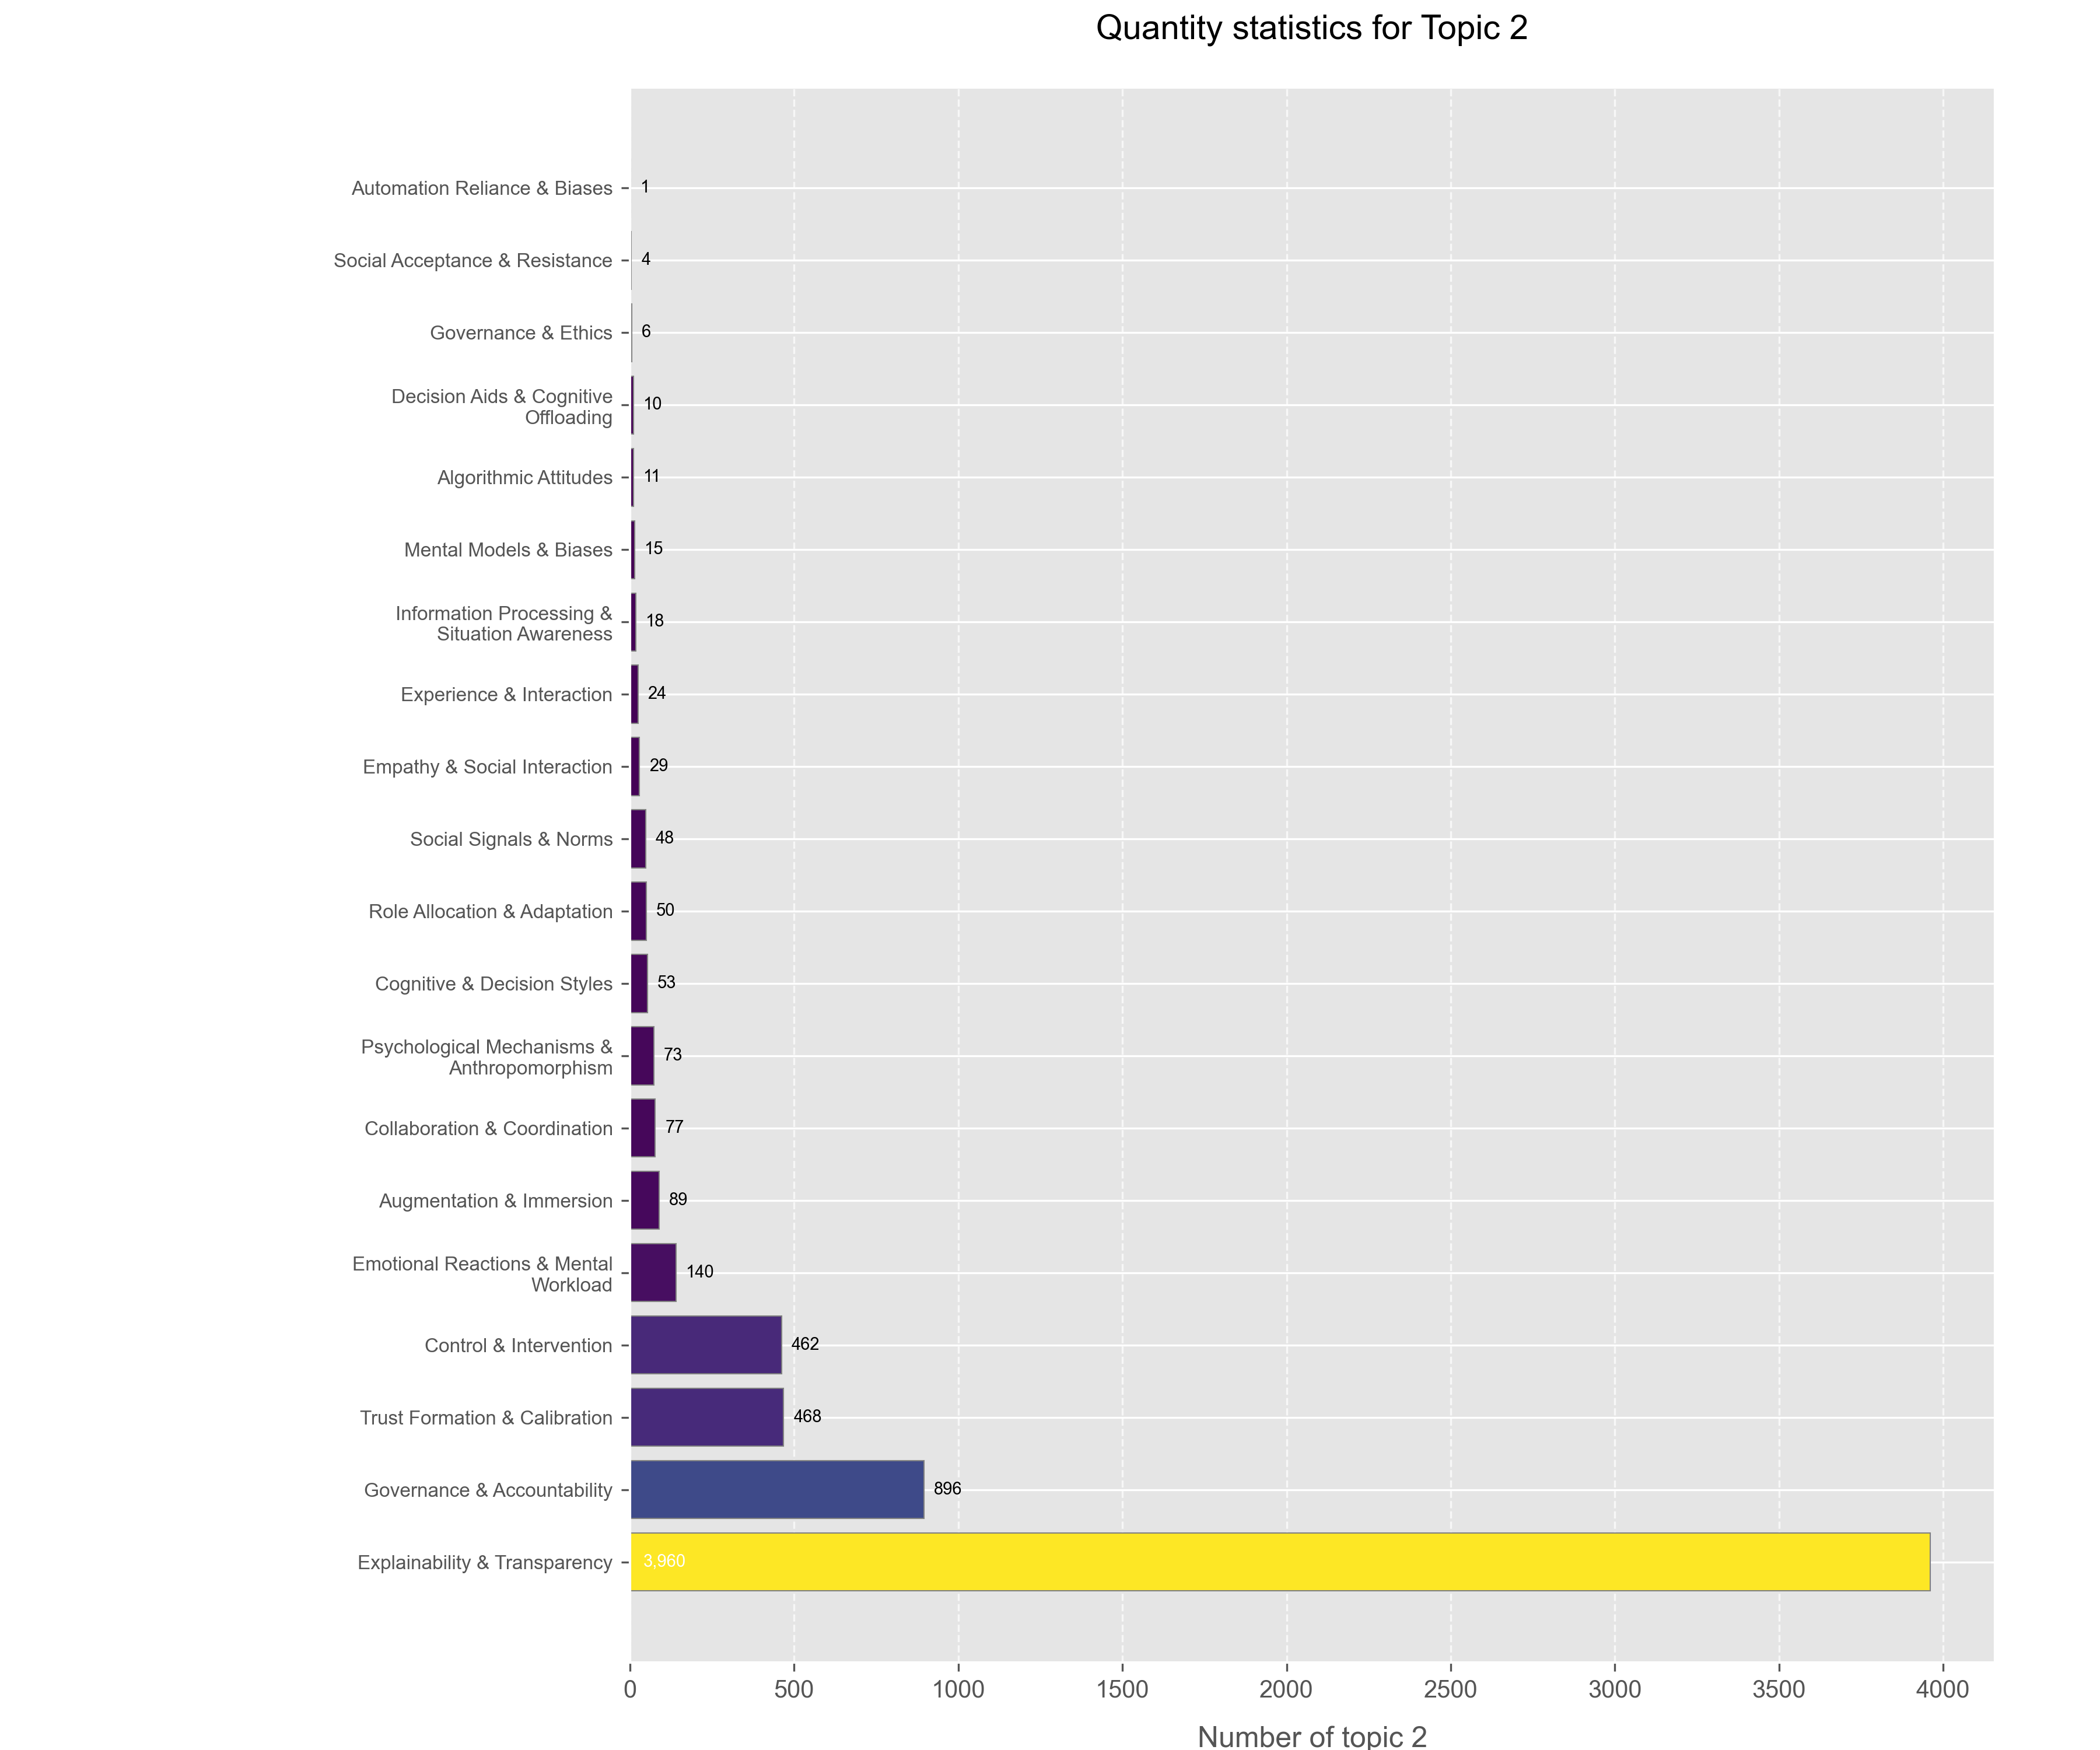 Quantity statistics for Topic 2
Automation Reliance & Biases 1
Social Acceptance & Resistance 4
Governance & Ethics 6
Decision Aids & Cognitive
Offloading 10
Algorithmic Attitudes 11
Mental Models & Biases 15
Information Processing &
Situation Awareness 18
Experience & Interaction 24
Empathy & Social Interaction 29
Social Signals & Norms 48
Role Allocation & Adaptation 50
Cognitive & Decision Styles 53
Psychological Mechanisms &
Anthropomorphism 73
Collaboration & Coordination 77
Augmentation & Immersion 89
Emotional Reactions & Mental
Workload 140
Control & Intervention 462
Trust Formation & Calibration 468
Governance & Accountability 896
Explainability & Transparency 3,960
0 500 1000 1500 2000 2500 3000 3500 4000
Number of topic 2